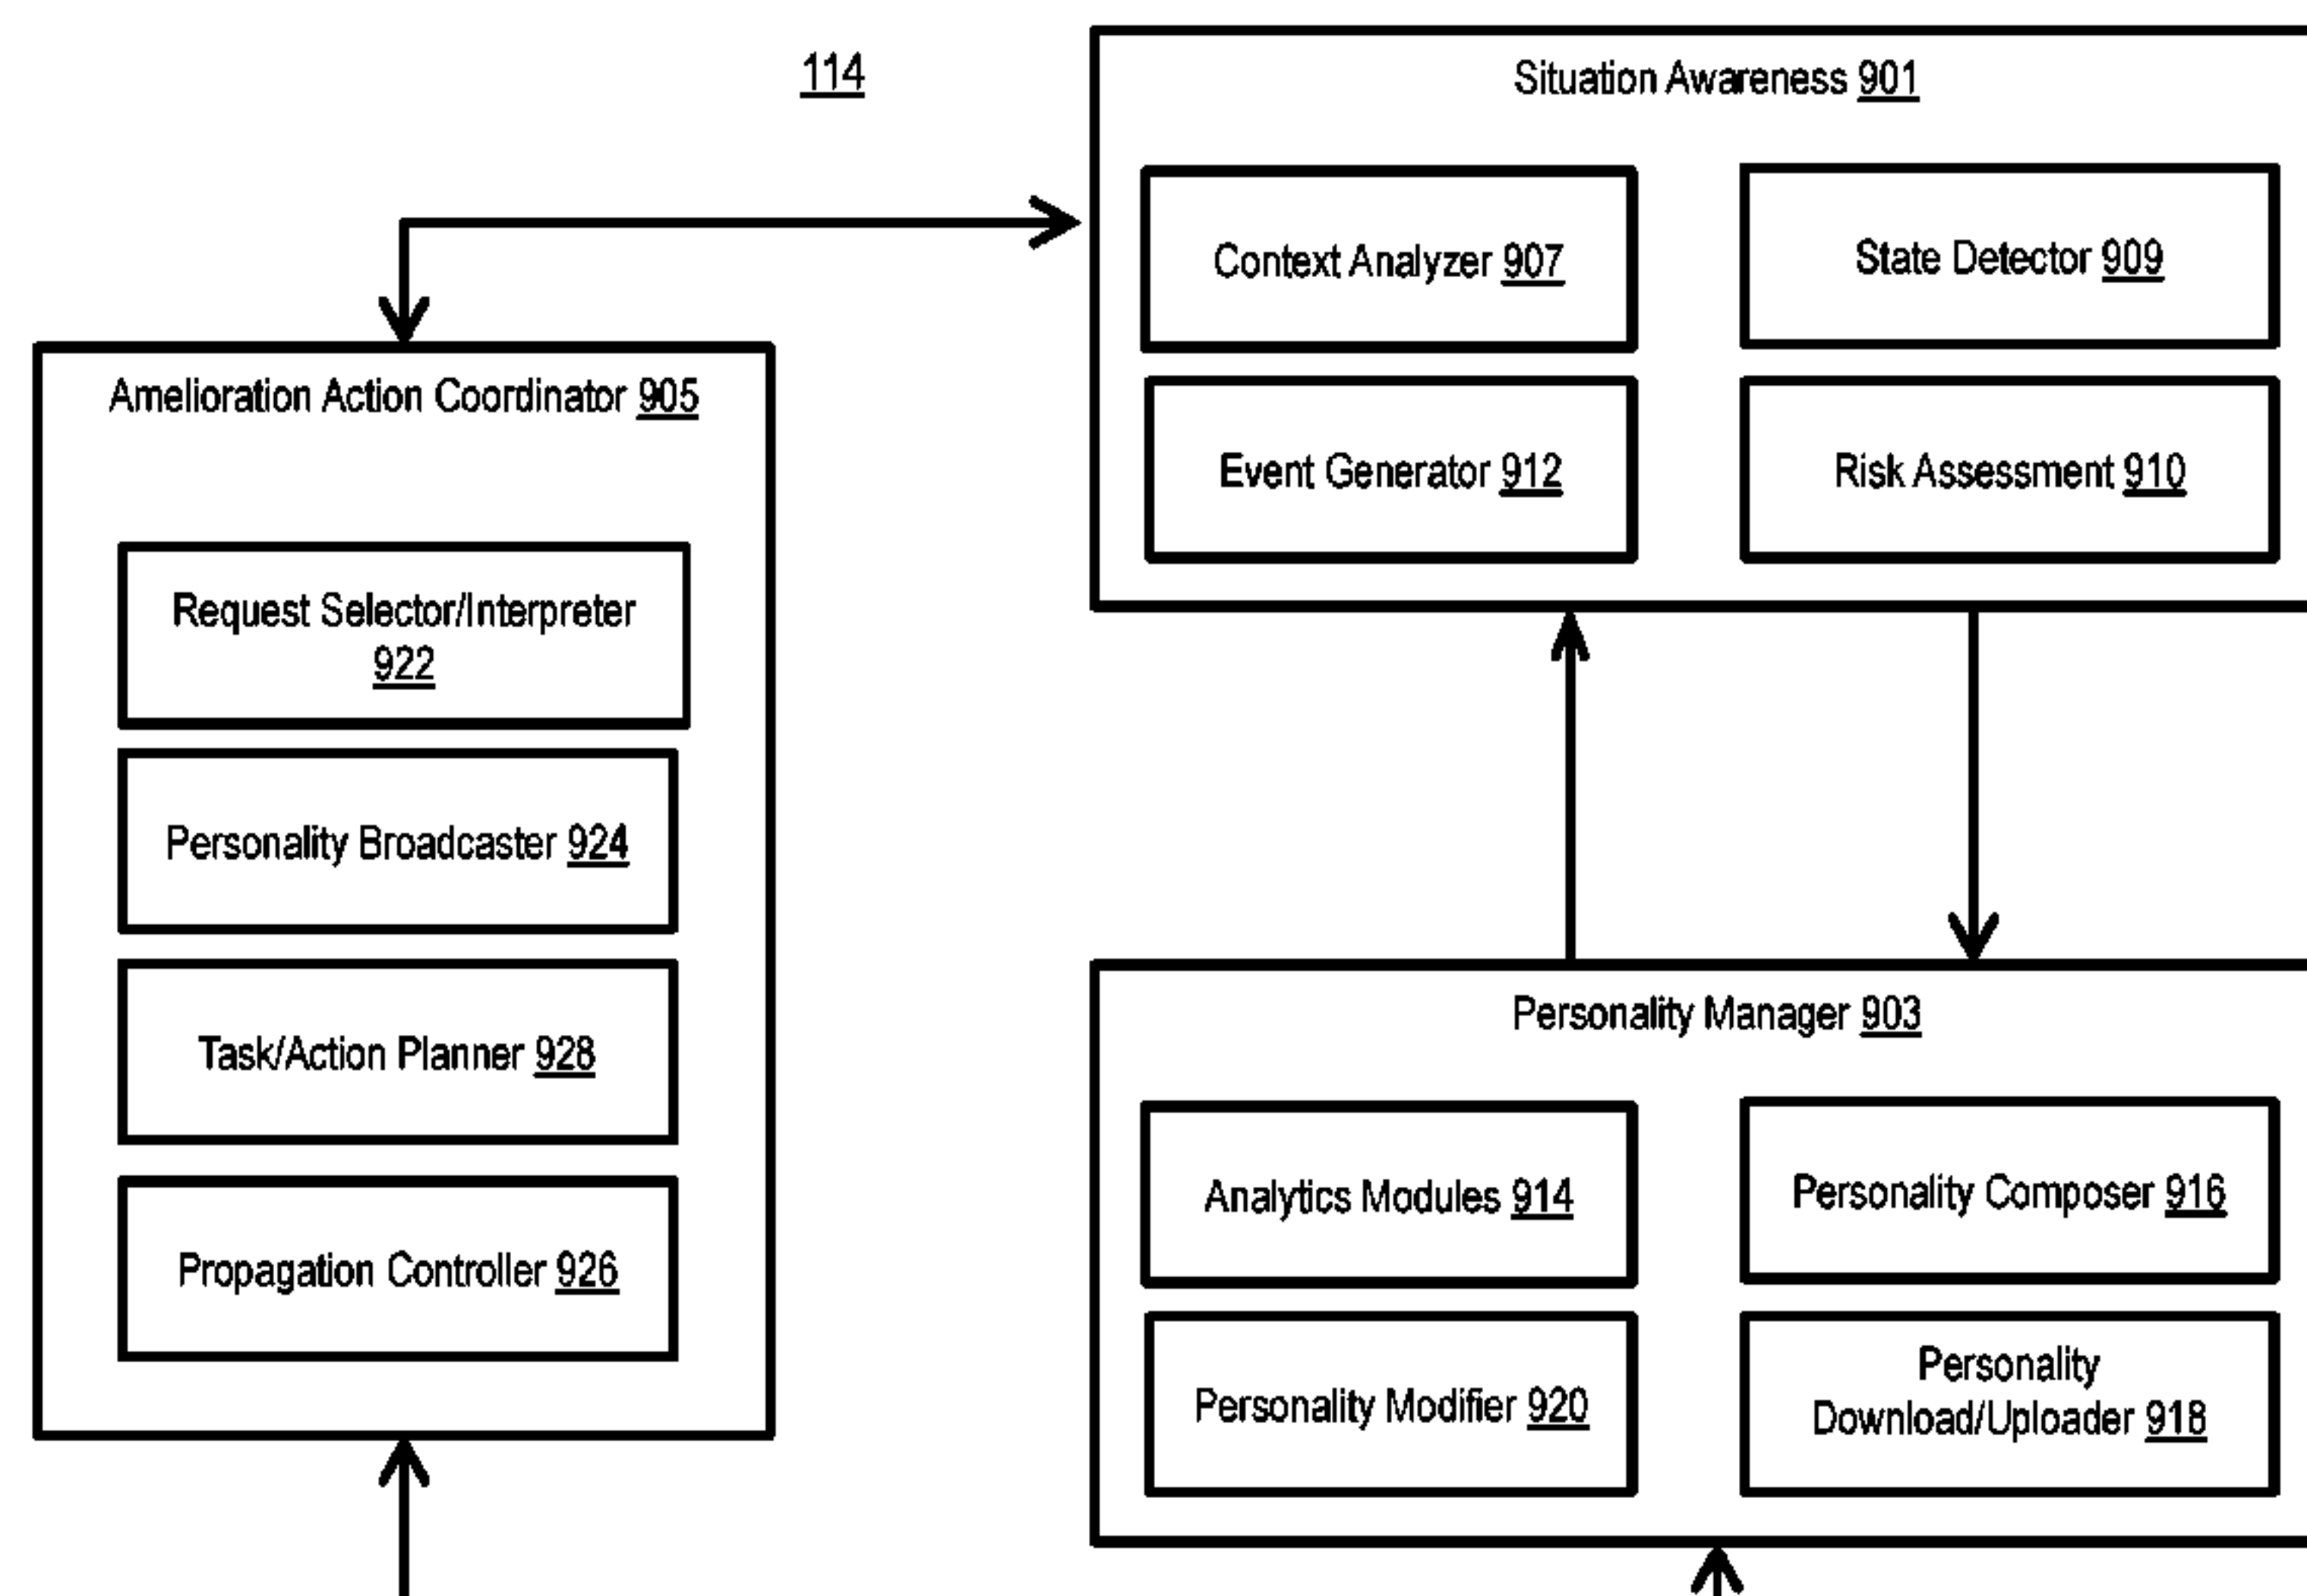 114
Situation Awareness 901
Context Analyzer 907
State Detector 909
Event Generator 912
Risk Assessment 910
Amelioration Action Coordinator 905
Request Selector/Interpreter
922
Personality Broadcaster 924
Task/Action Planner 928
Propagation Controller 926
Personality Manager 903
Analytics Modules 914
Personality Composer 916
Personality Modifier 920
Personality
Download/Uploader 918